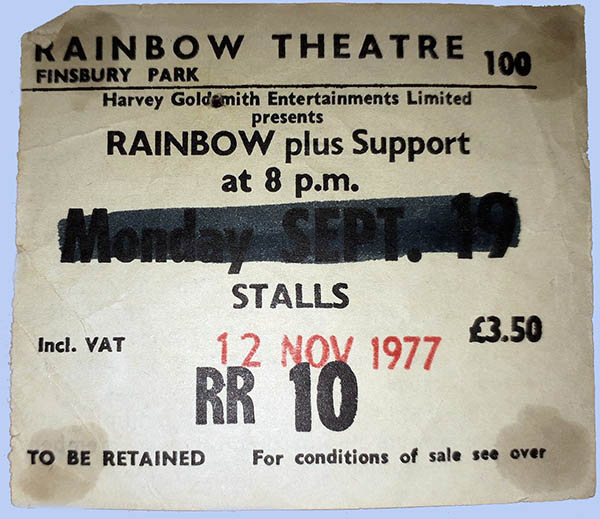 RAINBOW THEATRE 100
FINSBURY PARK
Harvey Goldsmith Entertainments Limited
presents
RAINBOW plus Support
at 8 p.m.
Monday SEPT. 19
STALLS
Incl. VAT £3.50
12 NOV 1977
RR 10
TO BE RETAINED For conditions of sale see over